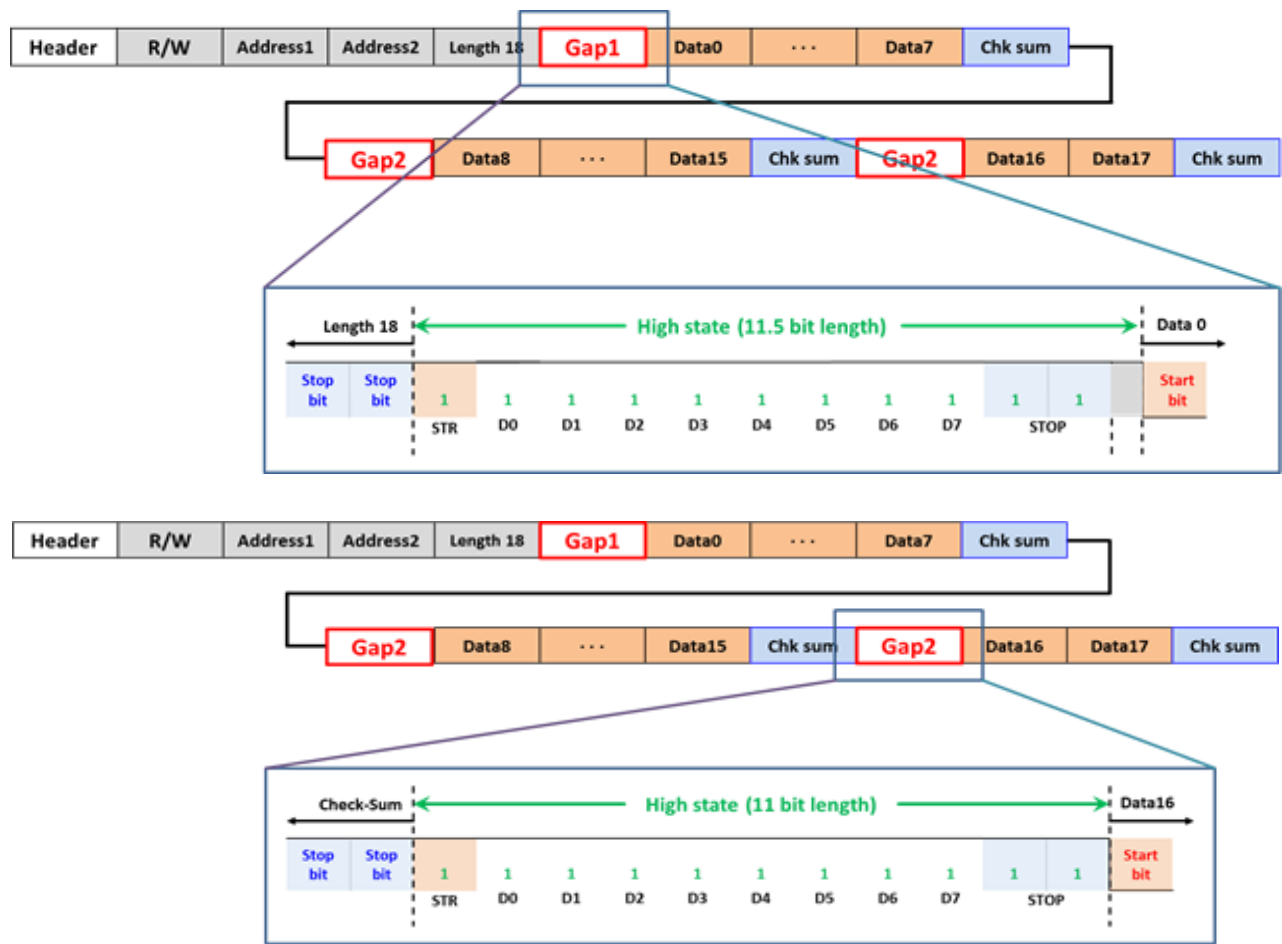 Header R/W Address1 Address2 Length 18 Gap1 Data0 ... Data7 Chk sum
Gap2 Data8 ... Data15 Chk sum Gap2 Data16 Data17 Chk sum
Length 18 High state (11.5 bit length) Data 0
Stop bit Stop bit 1 1 1 1 1 1 1 1 1 1 1 Start bit
STR D0 D1 D2 D3 D4 D5 D6 D7 STOP
Header R/W Address1 Address2 Length 18 Gap1 Data0 ... Data7 Chk sum
Gap2 Data8 ... Data15 Chk sum Gap2 Data16 Data17 Chk sum
Check-Sum High state (11 bit length) Data16
Stop bit Stop bit 1 1 1 1 1 1 1 1 1 1 1 Start bit
STR D0 D1 D2 D3 D4 D5 D6 D7 STOP